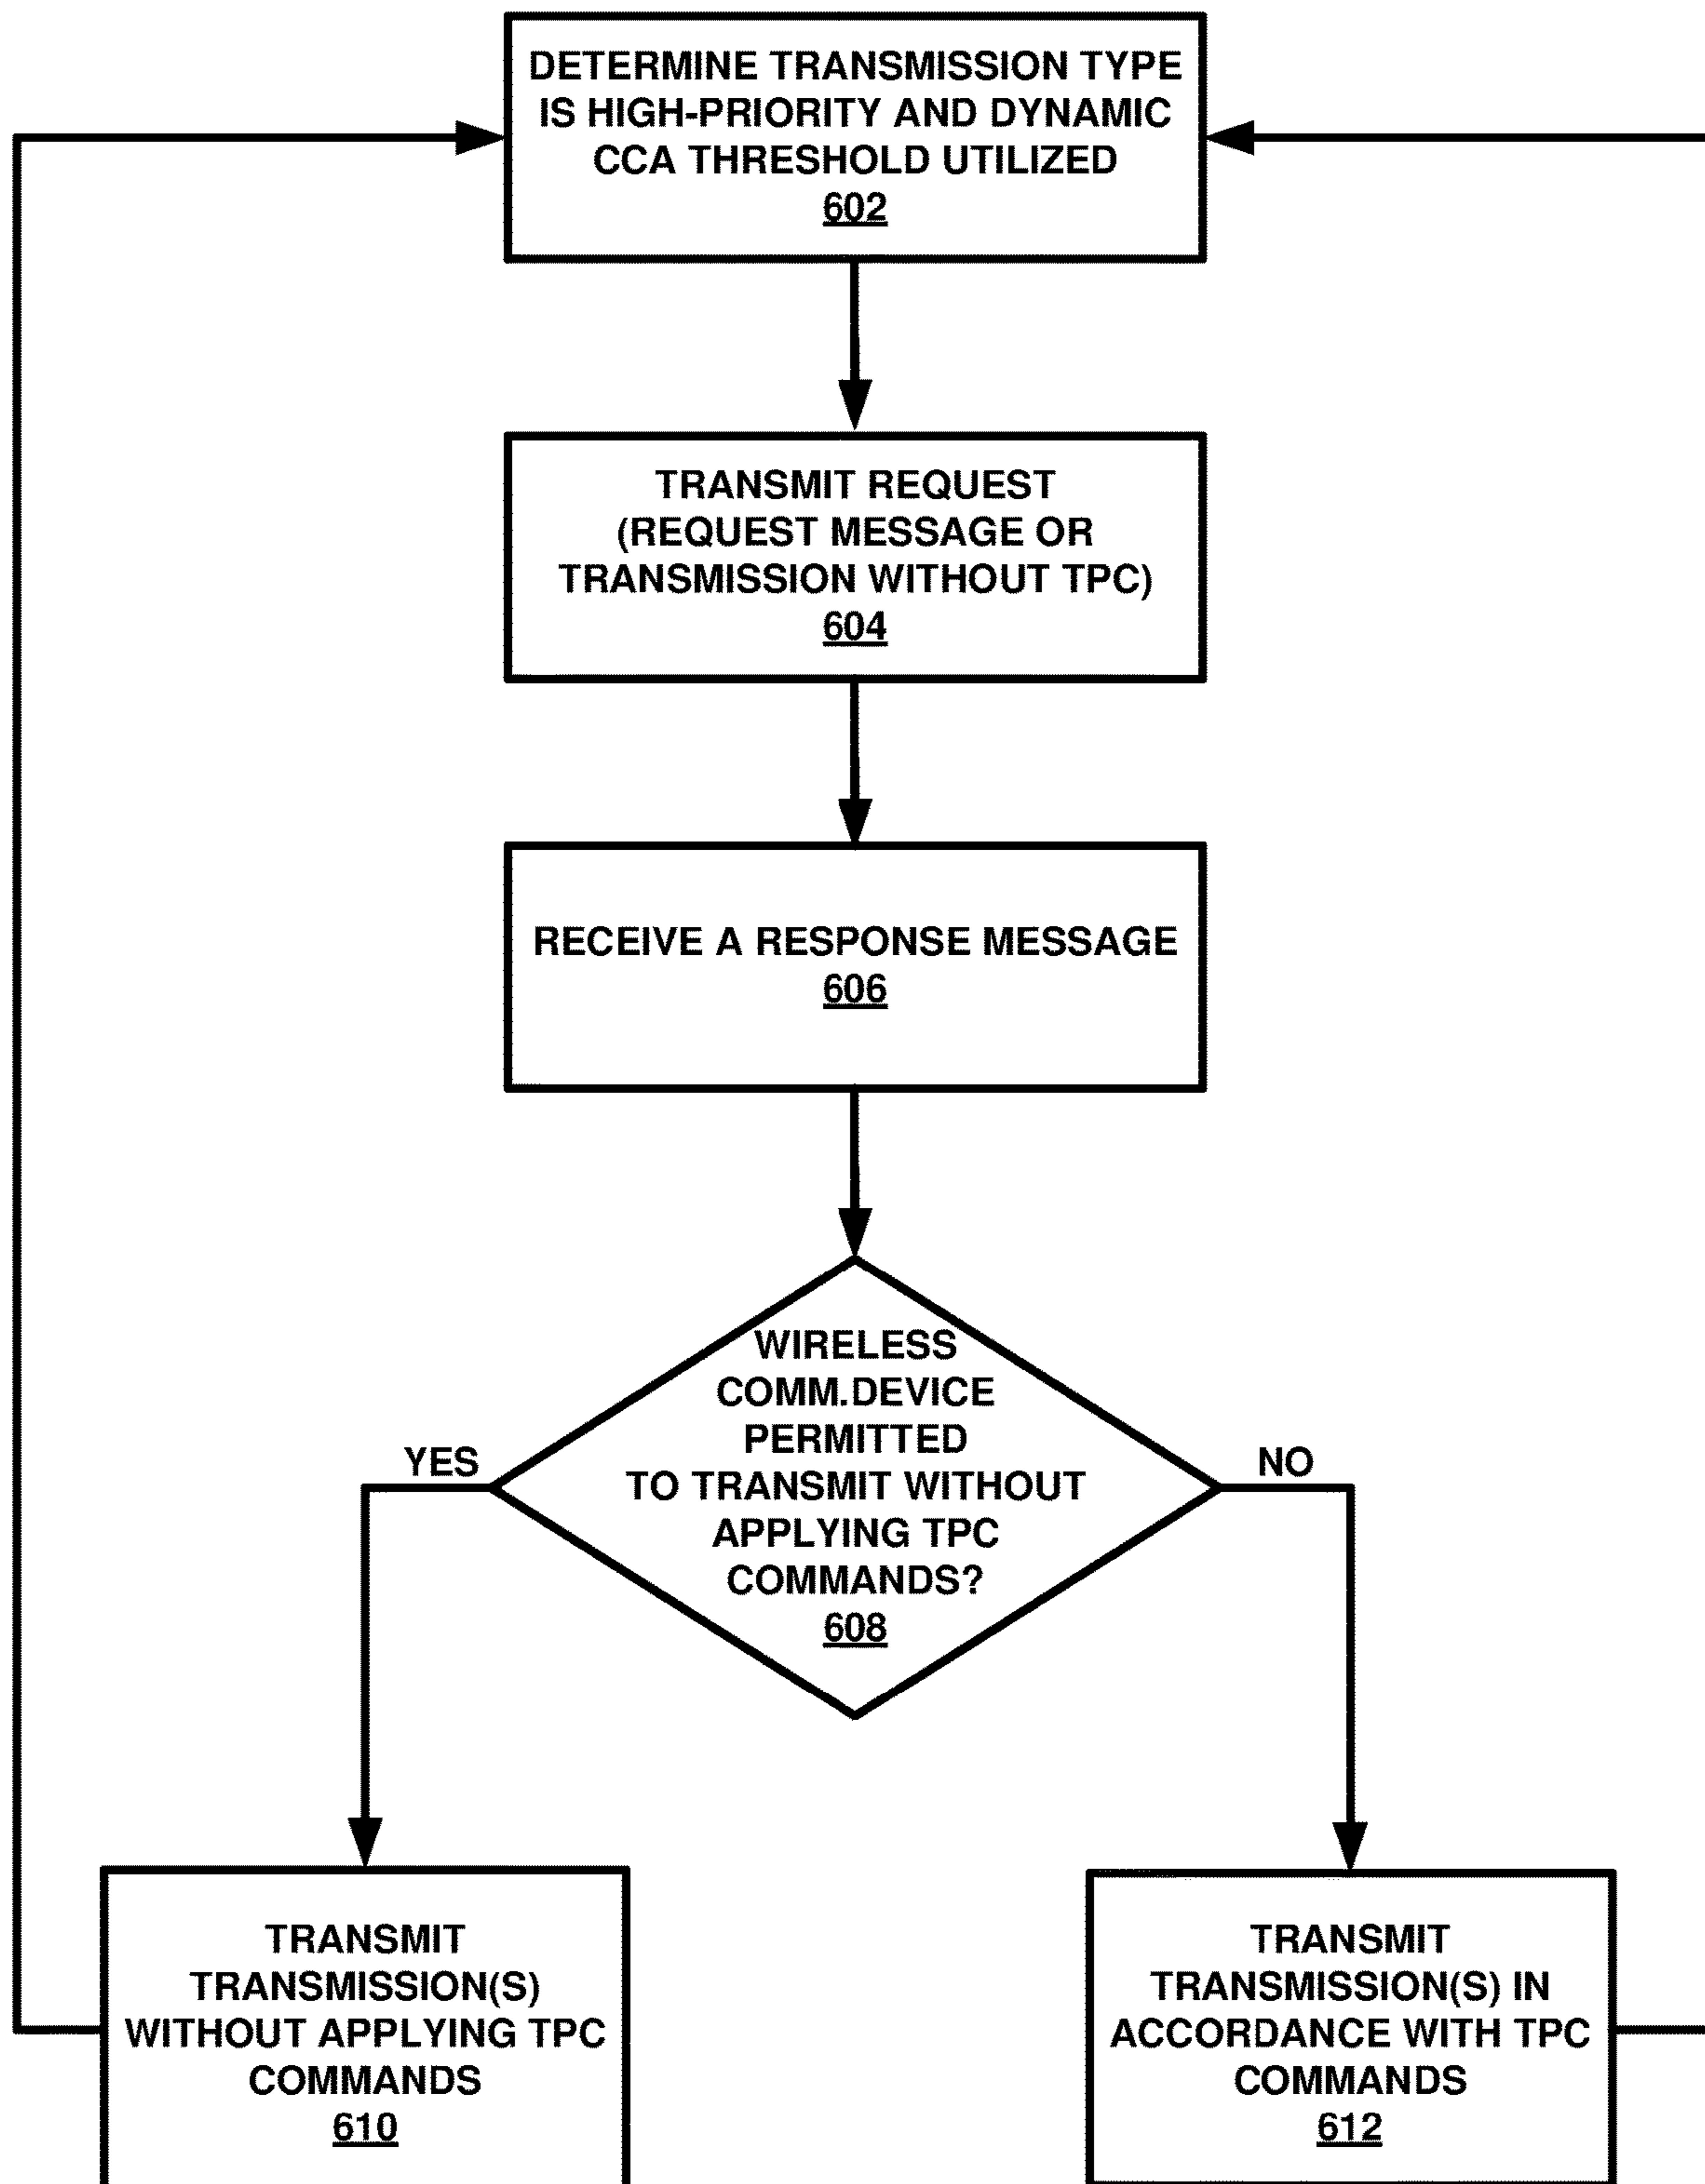 DETERMINE TRANSMISSION TYPE
IS HIGH-PRIORITY AND DYNAMIC
CCA THRESHOLD UTILIZED
602
TRANSMIT REQUEST
(REQUEST MESSAGE OR
TRANSMISSION WITHOUT TPC)
604
RECEIVE A RESPONSE MESSAGE
606
WIRELESS
COMM.DEVICE
PERMITTED
TO TRANSMIT WITHOUT
APPLYING TPC
COMMANDS?
608
YES
NO
TRANSMIT
TRANSMISSION(S)
WITHOUT APPLYING TPC
COMMANDS
610
TRANSMIT
TRANSMISSION(S) IN
ACCORDANCE WITH TPC
COMMANDS
612